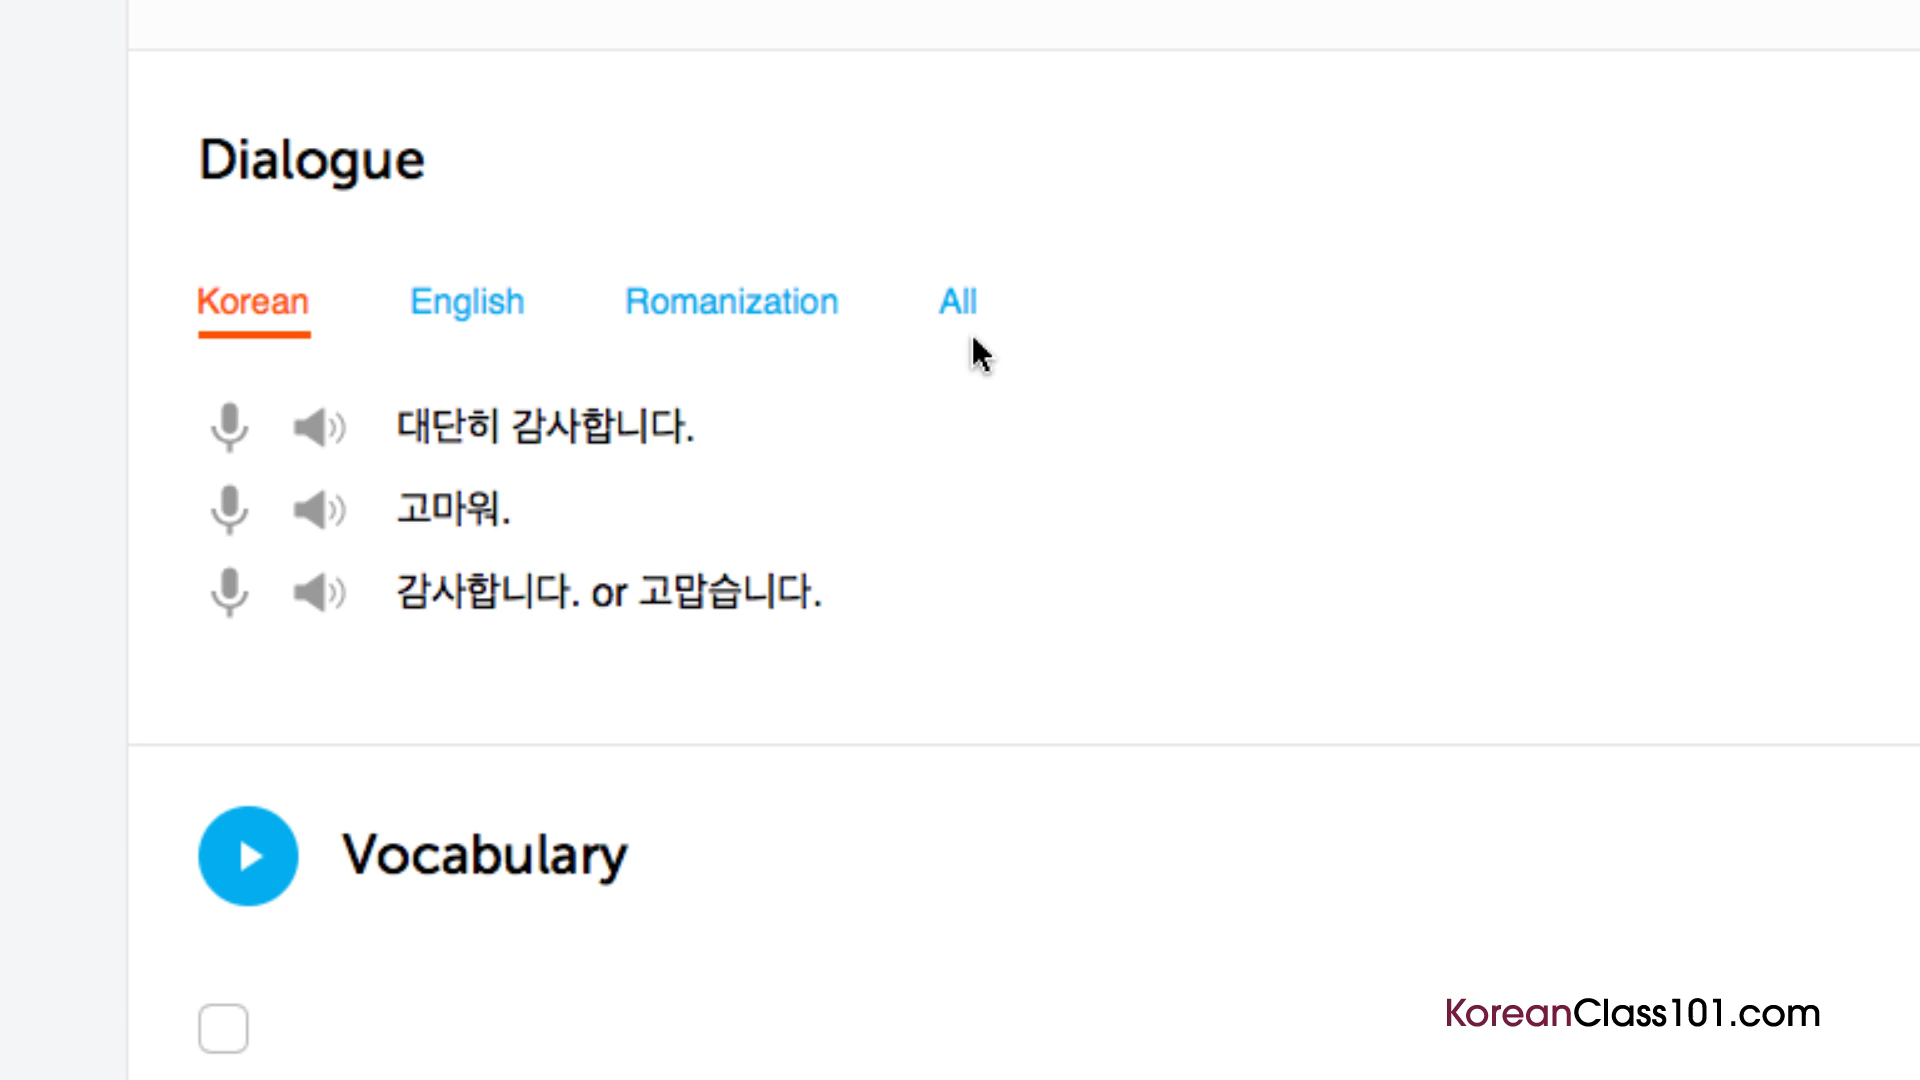 Dialogue
Korean English Romanization All
대단히 감사합니다.
고마워.
감사합니다. or 고맙습니다.
Vocabulary
KoreanClass101.com